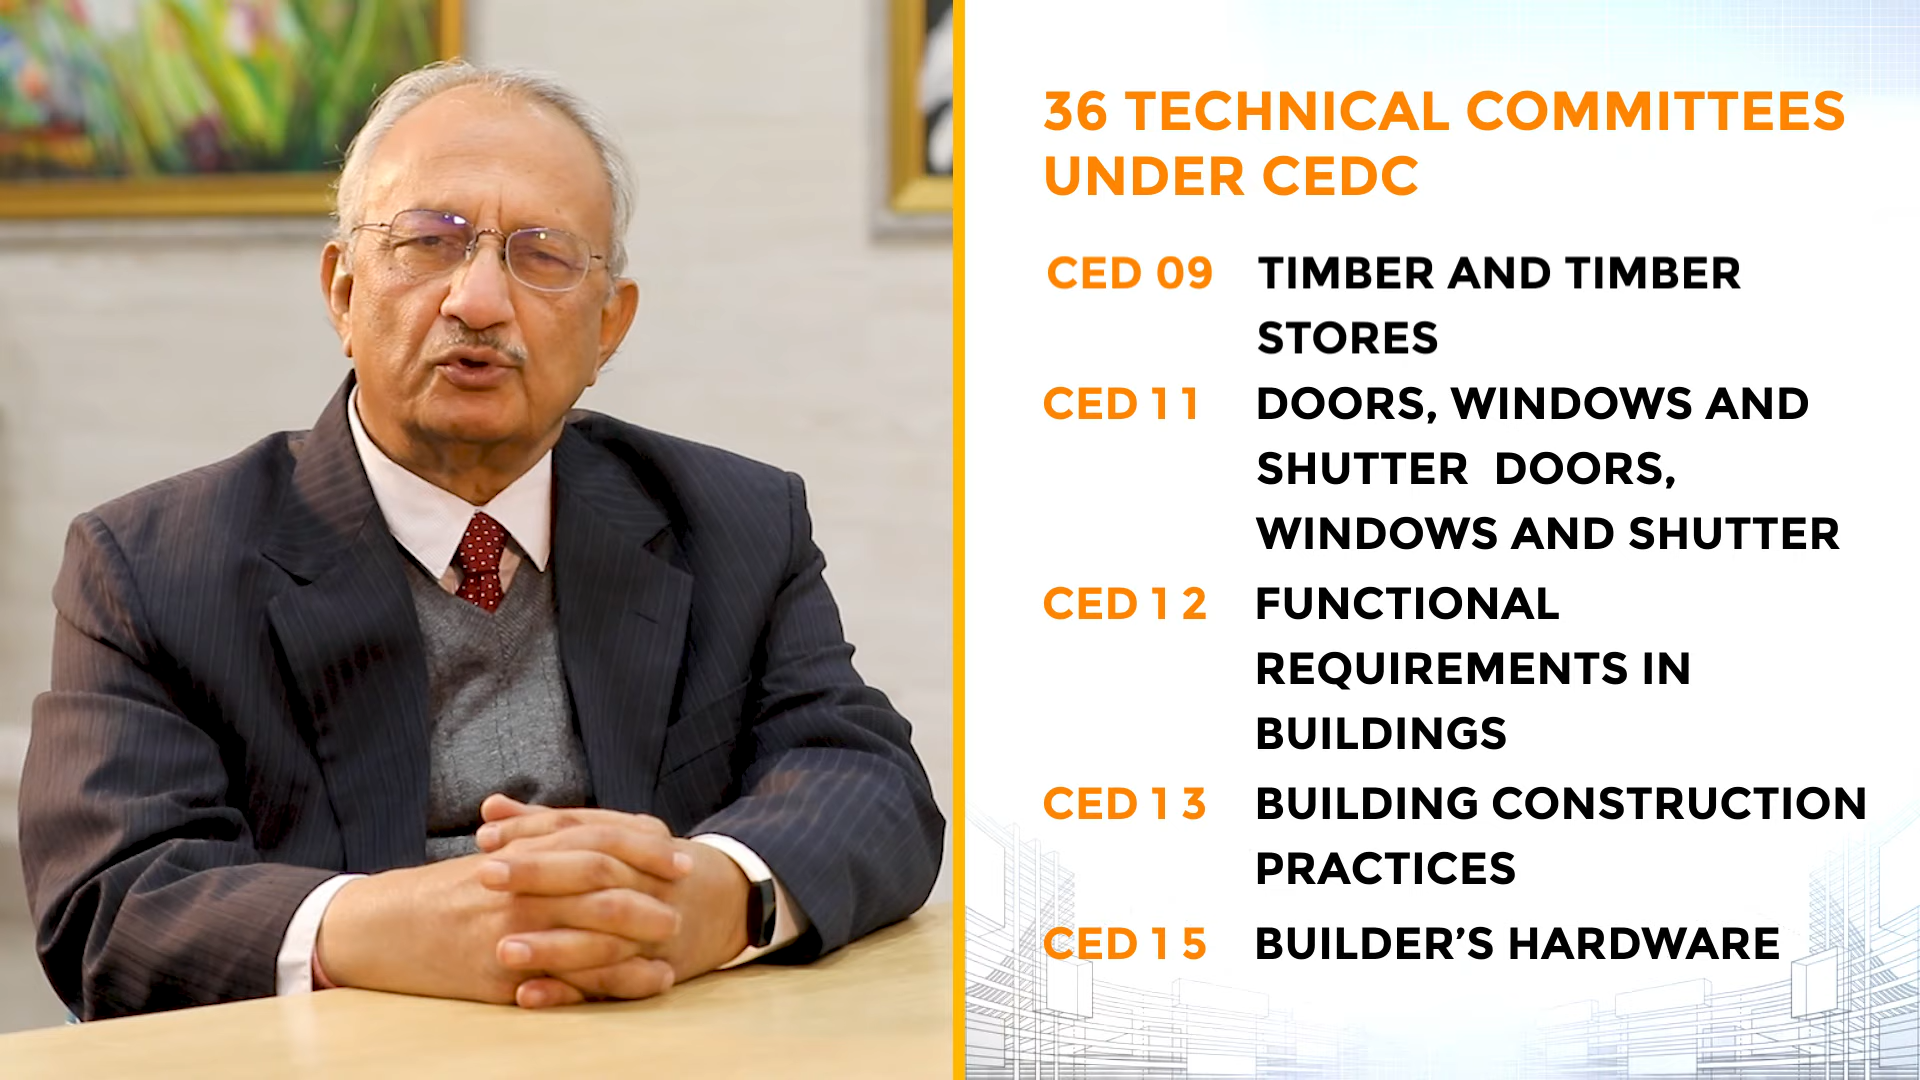 36 TECHNICAL COMMITTEES
UNDER CEDC
CED 09 TIMBER AND TIMBER
STORES
CED 11 DOORS, WINDOWS AND
SHUTTER DOORS,
WINDOWS AND SHUTTER
CED 12 FUNCTIONAL
REQUIREMENTS IN
BUILDINGS
CED 13 BUILDING CONSTRUCTION
PRACTICES
CED 15 BUILDER’S HARDWARE